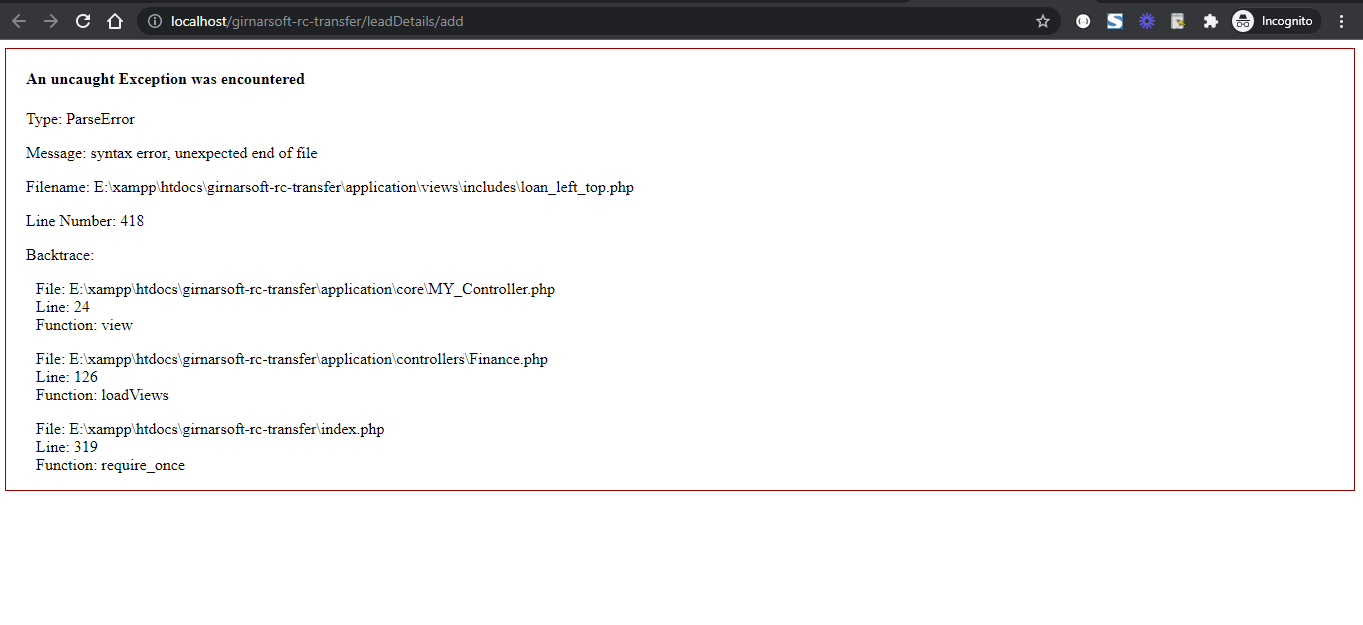 localhost/girnarsoft-rc-transfer/leadDetails/add
Incognito
An uncaught Exception was encountered
Type: ParseError
Message: syntax error, unexpected end of file
Filename: E:\xampp\htdocs\girnarsoft-rc-transfer\application\views\includes\loan_left_top.php
Line Number: 418
Backtrace:
File: E:\xampp\htdocs\girnarsoft-rc-transfer\application\core\MY_Controller.php
Line: 24
Function: view
File: E:\xampp\htdocs\girnarsoft-rc-transfer\application\controllers\Finance.php
Line: 126
Function: loadViews
File: E:\xampp\htdocs\girnarsoft-rc-transfer\index.php
Line: 319
Function: require_once